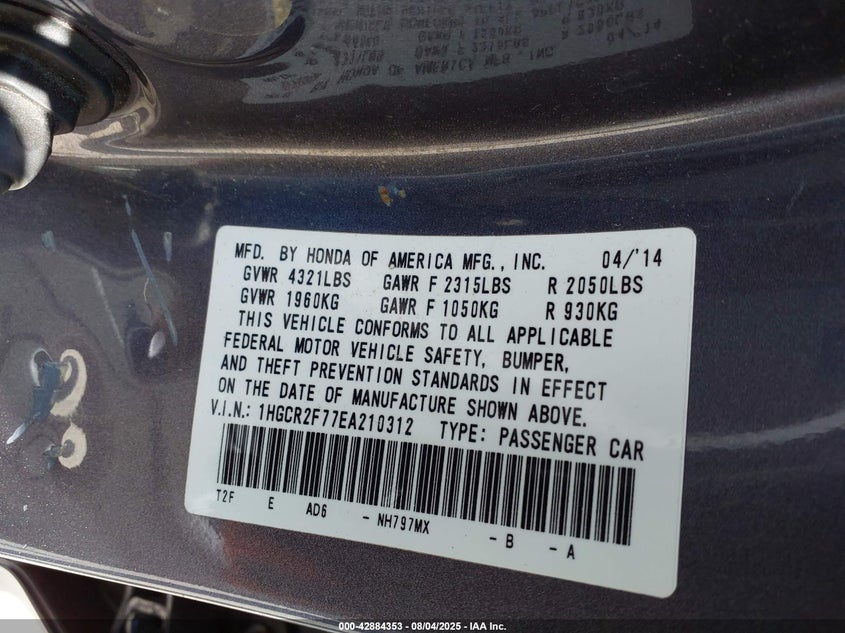 MFD. BY HONDA OF AMERICA MFG., INC. 04/'14
GVWR 4321LBS GAWR F 2315LBS R 2050LBS
GVWR 1960KG GAWR F 1050KG R 930KG
THIS VEHICLE CONFORMS TO ALL APPLICABLE
FEDERAL MOTOR VEHICLE SAFETY, BUMPER,
AND THEFT PREVENTION STANDARDS IN EFFECT
ON THE DATE OF MANUFACTURE SHOWN ABOVE.
V.I.N.: 1HGCR2F77EA210312 TYPE: PASSENGER CAR
T2F E AD6 - NH797MX - B - A
000-42884353 - 08/04/2025 - IAA Inc.